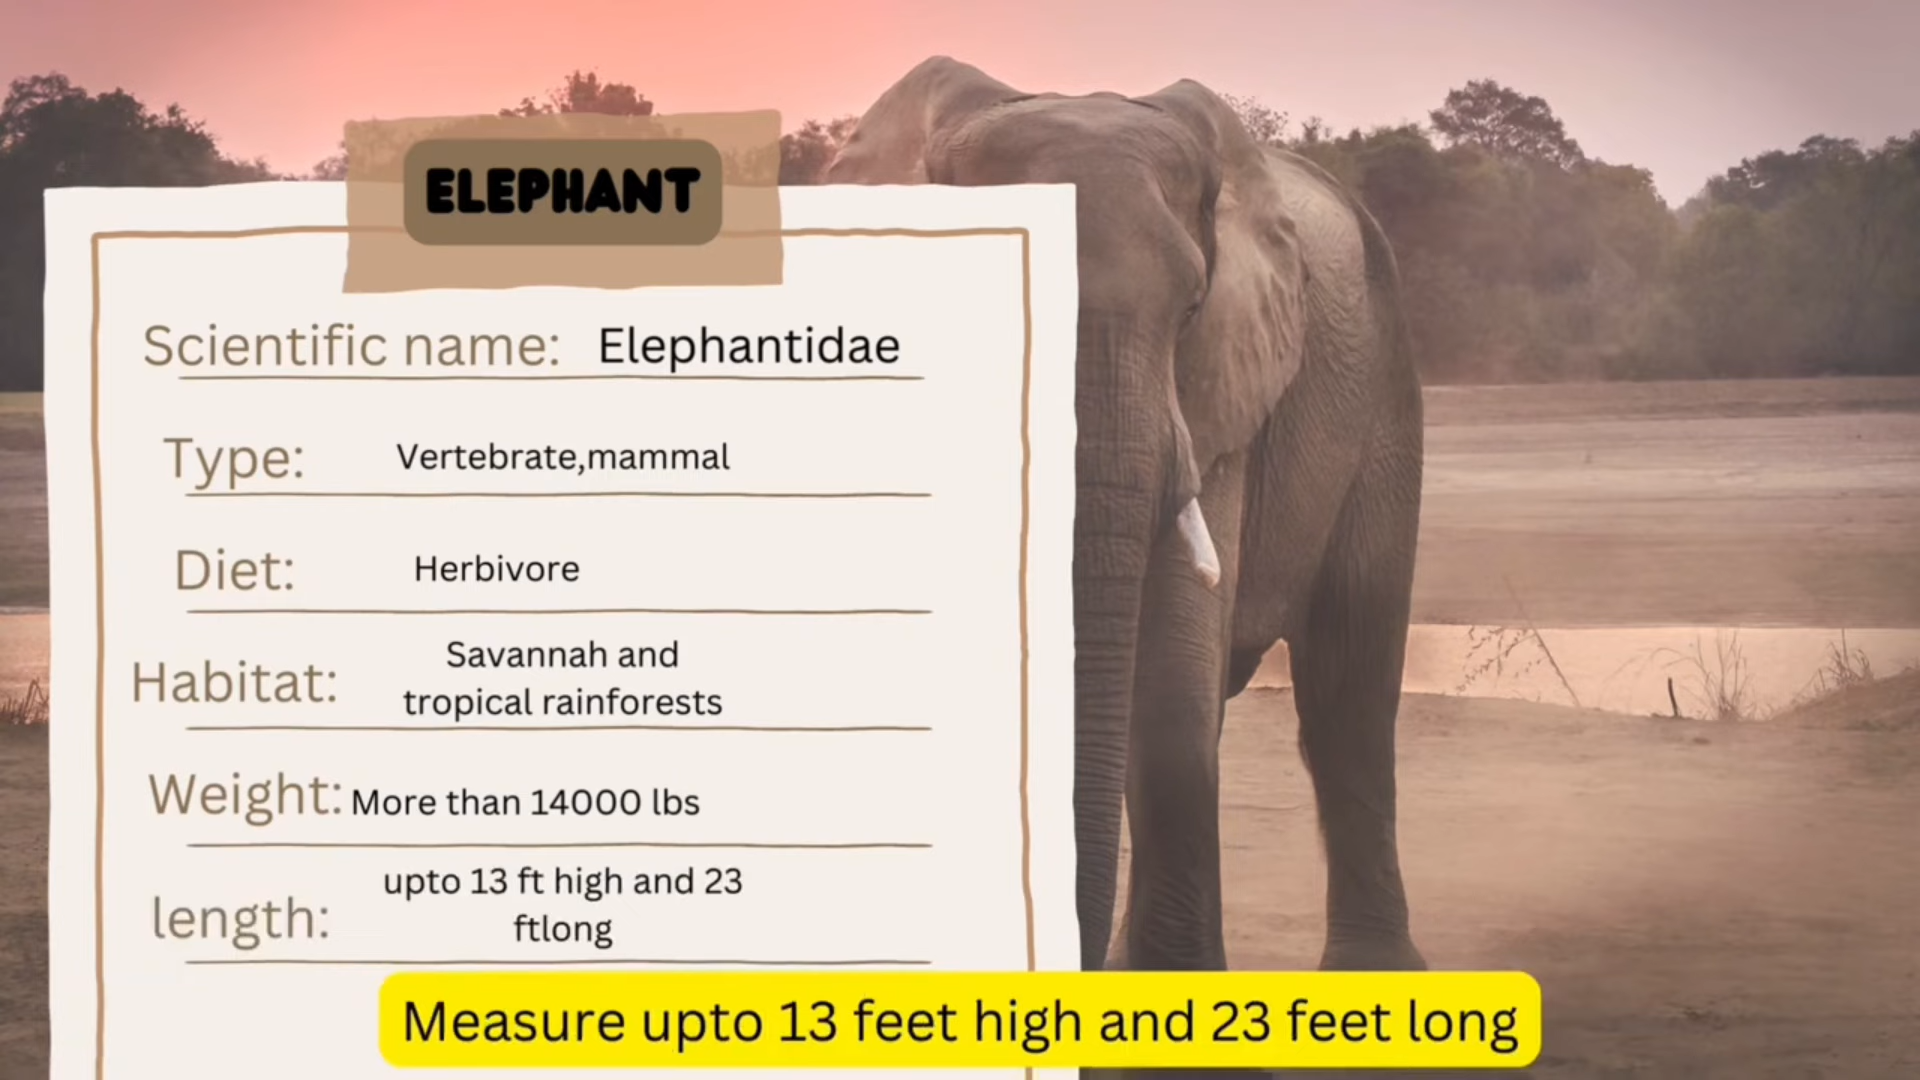 ELEPHANT
Scientific name: Elephantidae
Type: Vertebrate,mammal
Diet: Herbivore
Habitat: Savannah and
tropical rainforests
Weight: More than 14000 lbs
length: upto 13 ft high and 23
ftlong
Measure upto 13 feet high and 23 feet long